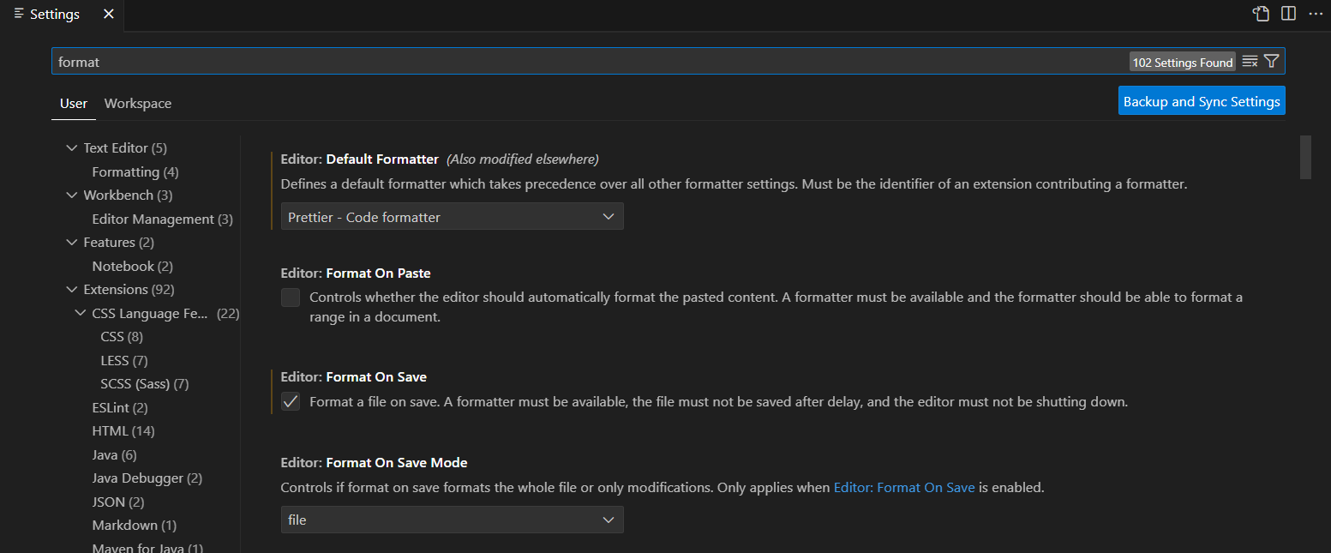 Settings
format
102 Settings Found
User
Workspace
Backup and Sync Settings
Text Editor (5)
Formatting (4)
Workbench (3)
Editor Management (3)
Features (2)
Notebook (2)
Extensions (92)
CSS Language Fe... (22)
CSS (8)
LESS (7)
SCSS (Sass) (7)
ESLint (2)
HTML (14)
Java (6)
Java Debugger (2)
JSON (2)
Markdown (1)
Maven for Java (1)
Editor: Default Formatter (Also modified elsewhere)
Defines a default formatter which takes precedence over all other formatter settings. Must be the identifier of an extension contributing a formatter.
Prettier - Code formatter
Editor: Format On Paste
Controls whether the editor should automatically format the pasted content. A formatter must be available and the formatter should be able to format a
range in a document.
Editor: Format On Save
Format a file on save. A formatter must be available, the file must not be saved after delay, and the editor must not be shutting down.
Editor: Format On Save Mode
Controls if format on save formats the whole file or only modifications. Only applies when Editor: Format On Save is enabled.
file